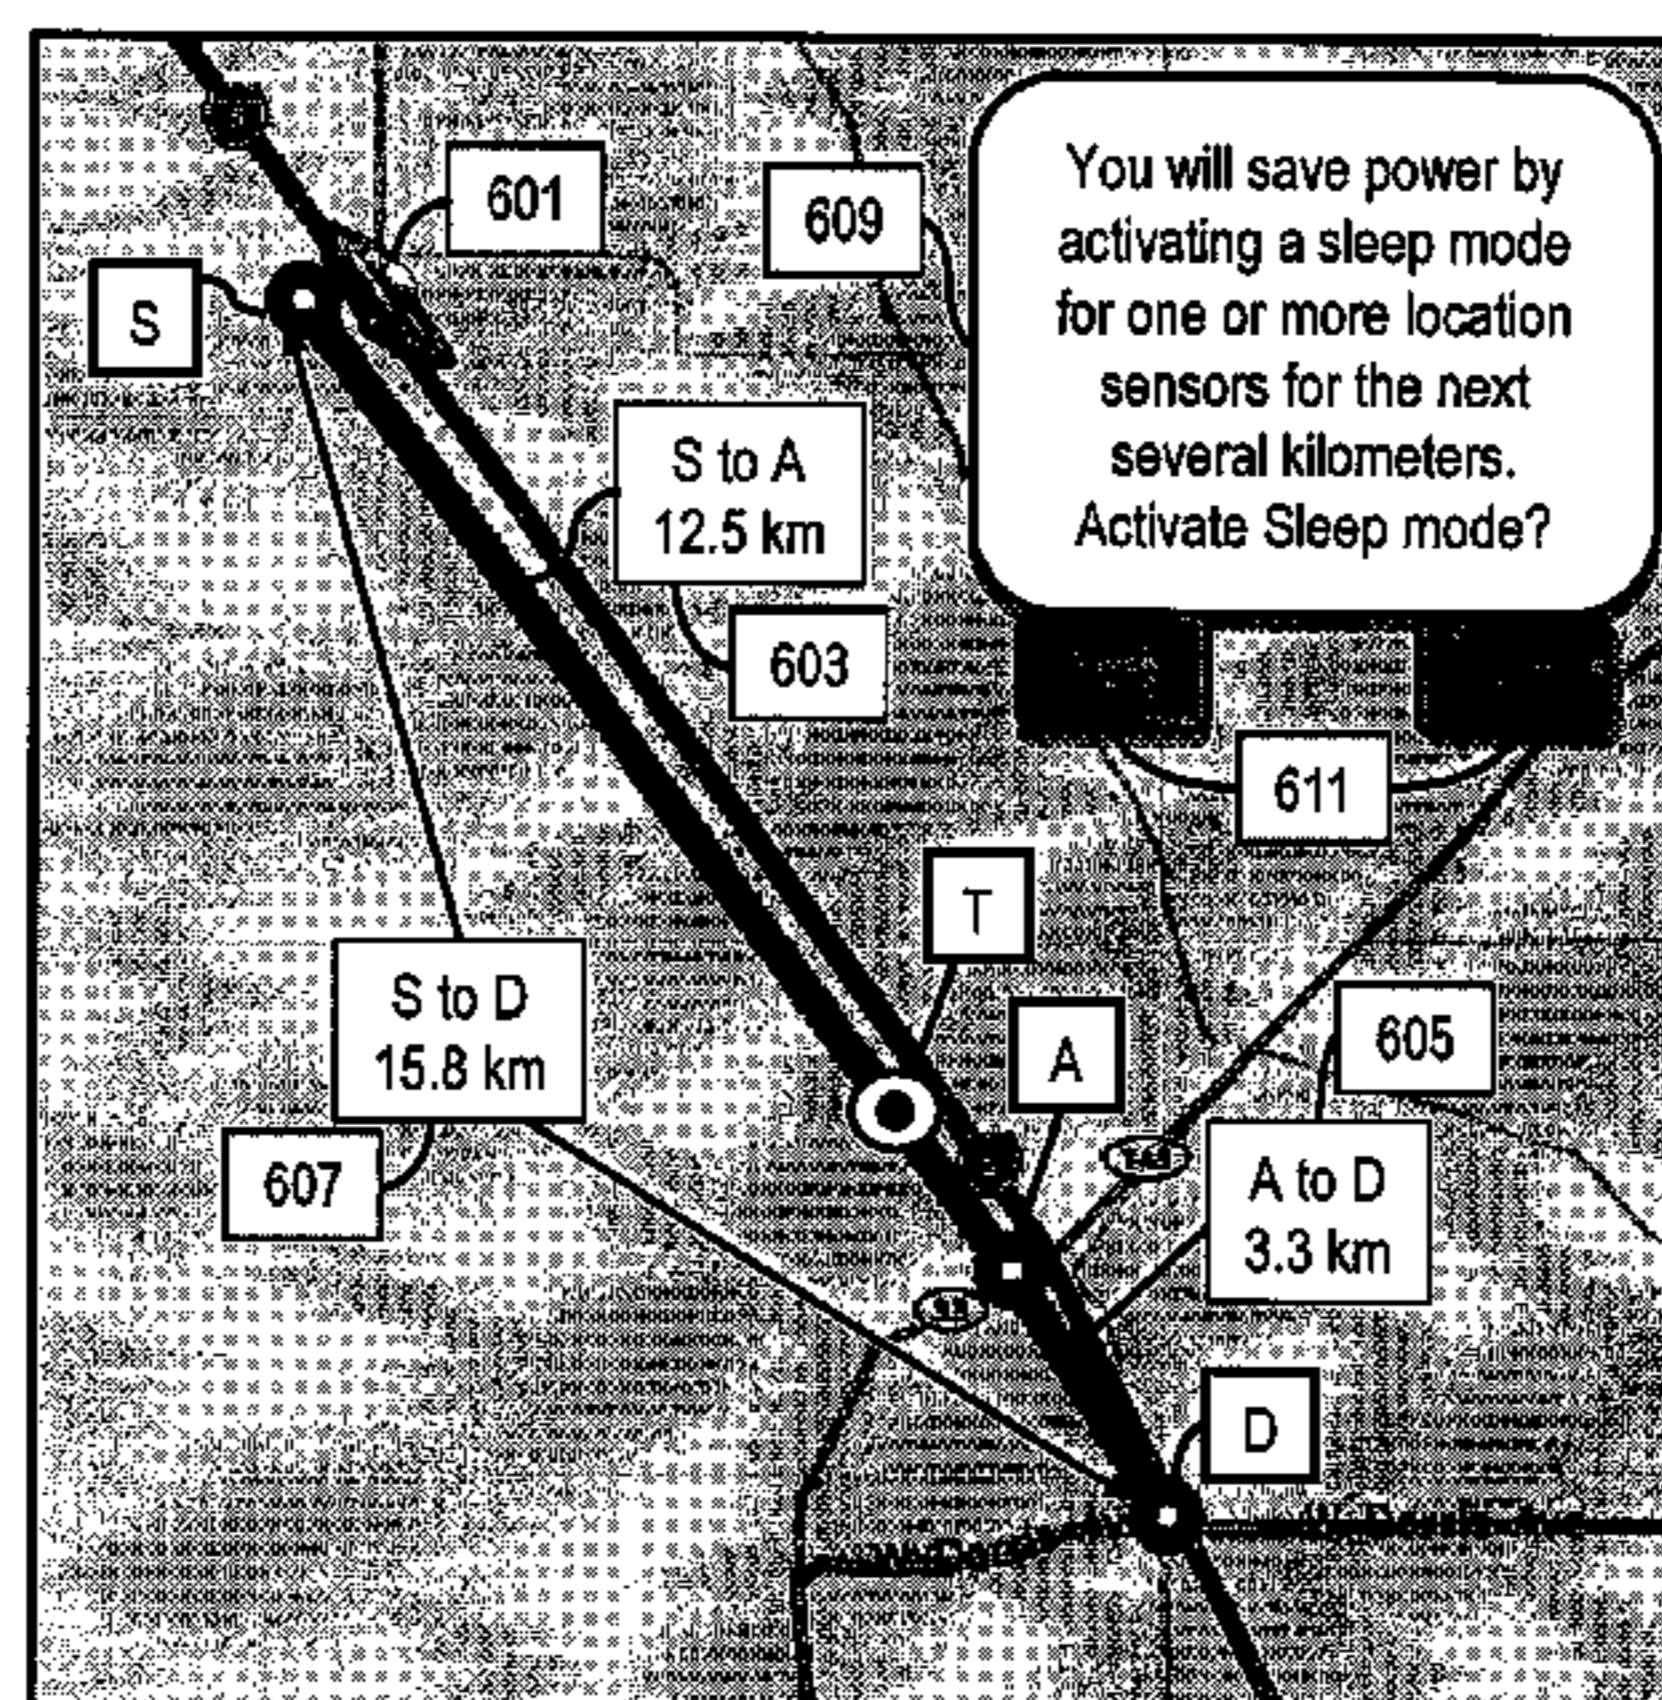 601
609
You will save power by
activating a sleep mode
for one or more location
sensors for the next
several kilometers.
Activate Sleep mode?
S
S to A
12.5 km
603
611
T
A
S to D
15.8 km
605
607
A to D
3.3 km
D